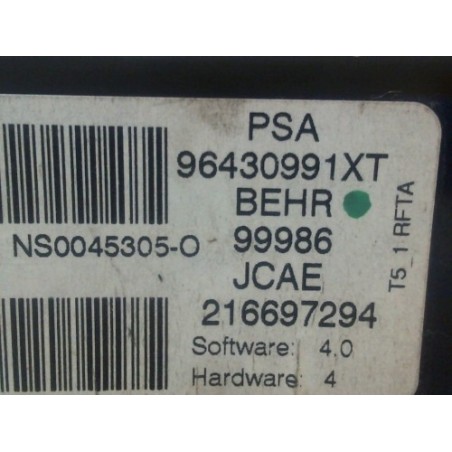 PSA
96430991XT
BEHR
NS0045305-O
99986
JCAE
216697294
Software: 4.0
Hardware: 4
T5_1 RFTA